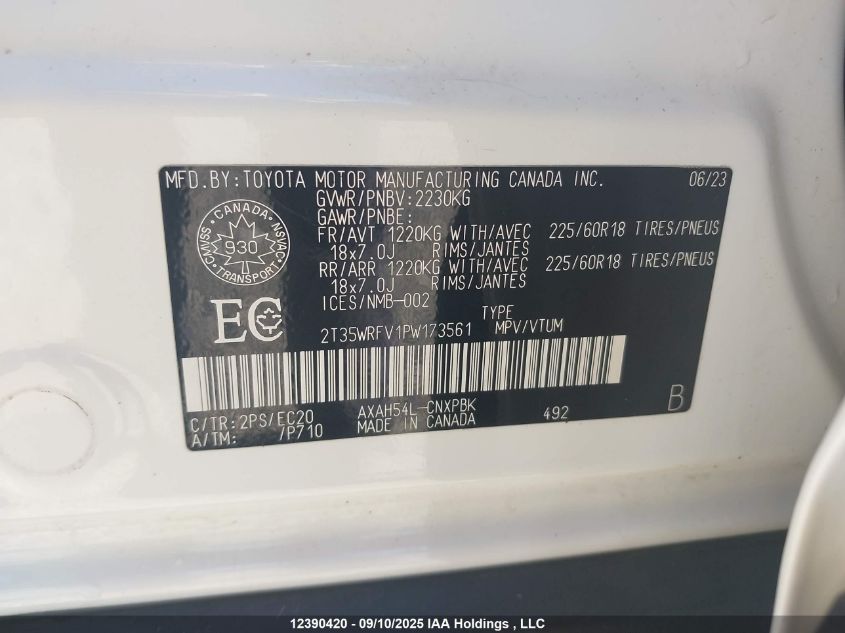 MFD.BY:TOYOTA MOTOR MANUFACTURING CANADA INC. 06/23
GVWR/PNBV:2230KG
GAWR/PNBE:
FR/AVT 1220KG WITH/AVEC 225/60R18 TIRES/PNEUS
18x7.0J RIMS/JANTES
RR/ARR 1220KG WITH/AVEC 225/60R18 TIRES/PNEUS
18x7.0J RIMS/JANTES
ICES/NMB-002
CANADA
CMVSS 930 NSVAC
TRANSPORT
EC
TYPE
2T35WRFV1PW173561 MPV/VTUM
C/TR:2PS/EC20 AXAH54L-CNXPBK 492 B
A/TM: /P710 MADE IN CANADA
12390420 - 09/10/2025 IAA Holdings , LLC